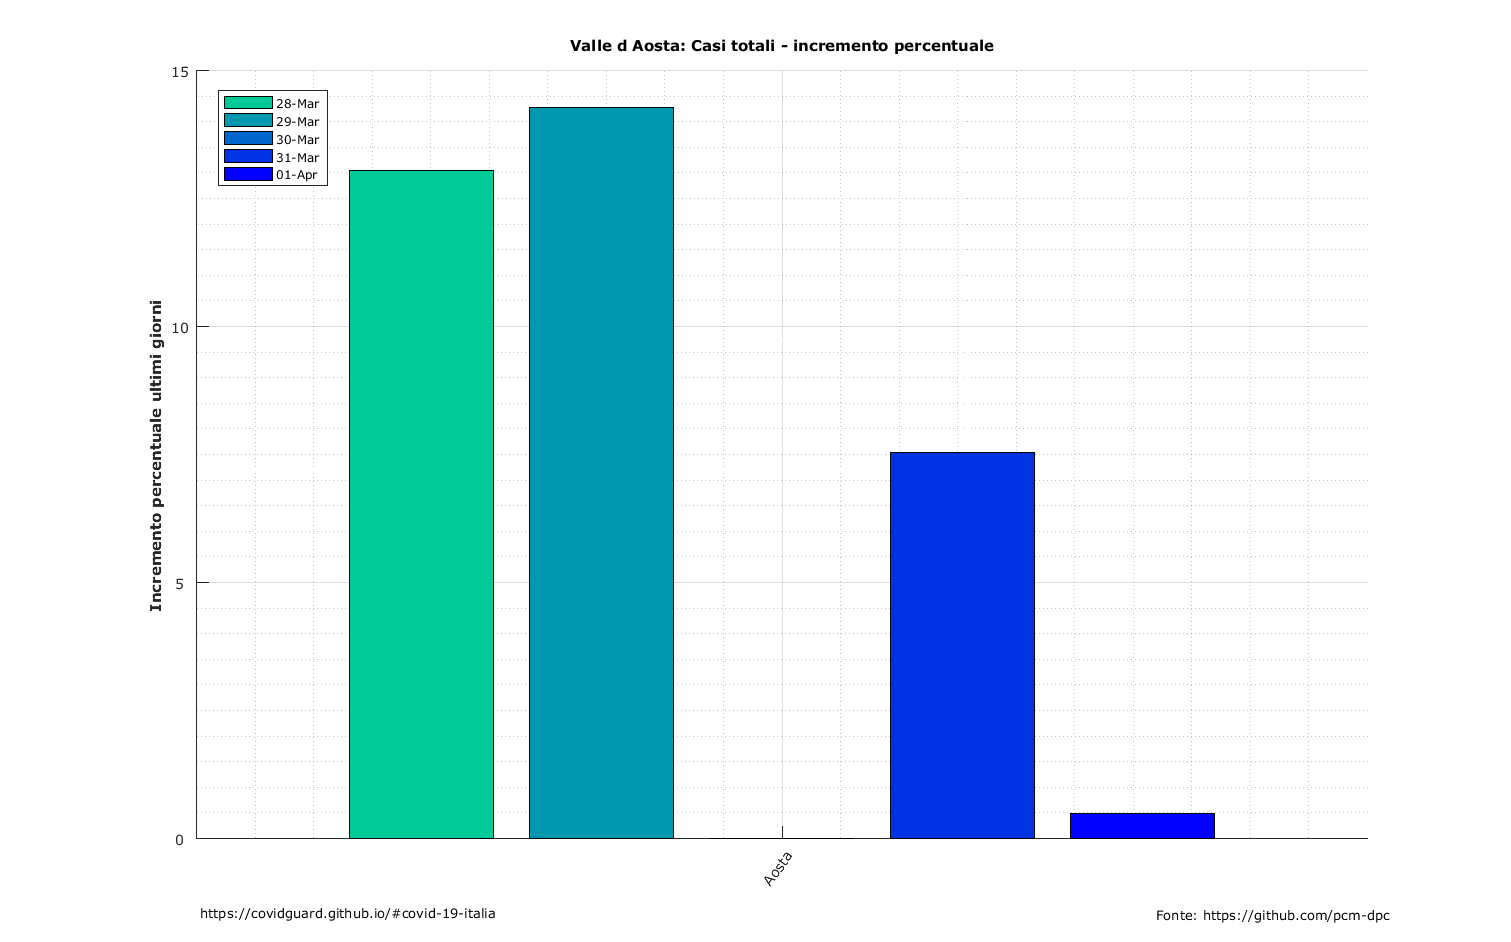 Valle d Aosta: Casi totali - incremento percentuale
15
28-Mar
29-Mar
30-Mar
31-Mar
01-Apr
10
Incremento percentuale ultimi giorni
5
0
Aosta
https://covidguard.github.io/#covid-19-italia
Fonte: https://github.com/pcm-dpc